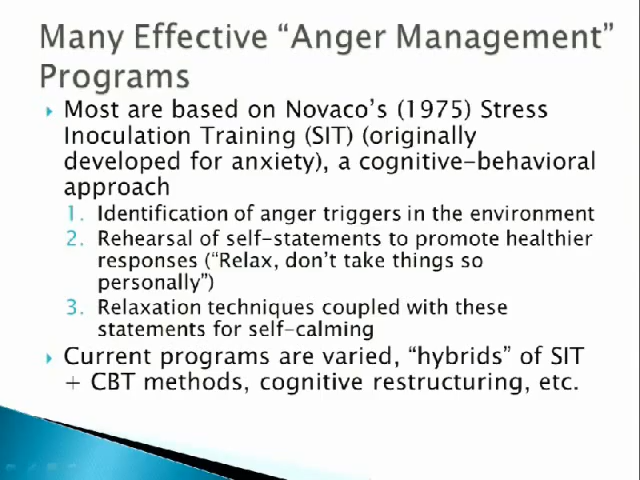 Many Effective “Anger Management”
Programs
Most are based on Novaco’s (1975) Stress
Inoculation Training (SIT) (originally
developed for anxiety), a cognitive-behavioral
approach
1. Identification of anger triggers in the environment
2. Rehearsal of self-statements to promote healthier
responses (“Relax, don’t take things so
personally”)
3. Relaxation techniques coupled with these
statements for self-calming
Current programs are varied, “hybrids” of SIT
+ CBT methods, cognitive restructuring, etc.